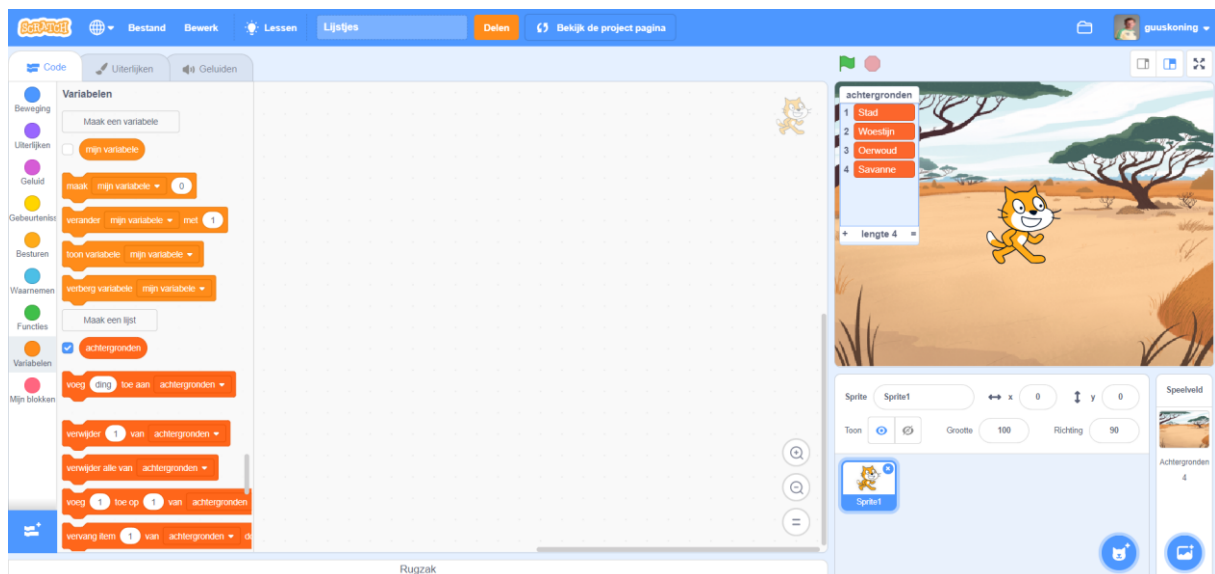 SCRATCH
Bestand
Bewerk
Lessen
Lijstjes
Delen
Bekijk de project pagina
guuskoning
Code
Uiterlijken
Geluiden
Beweging
Uiterlijken
Geluid
Gebeurteniss
Besturen
Waarnemen
Functies
Variabelen
Mijn blokken
Variabelen
Maak een variabele
mijn variabele
maak mijn variabele 0
verander mijn variabele met 1
toon variabele mijn variabele
verberg variabele mijn variabele
Maak een lijst
achtergronden
voeg ding toe aan achtergronden
verwijder 1 van achtergronden
verwijder alle van achtergronden
voeg 1 toe op 1 van achtergronden
vervang item 1 van achtergronden d
Rugzak
achtergronden
1 Stad
2 Woestijn
3 Oerwoud
4 Savanne
+ lengte 4 =
Sprite Sprite1 x 0 y 0
Toon Grootte 100 Richting 90
Sprite1
Speelveld
Achtergronden
4